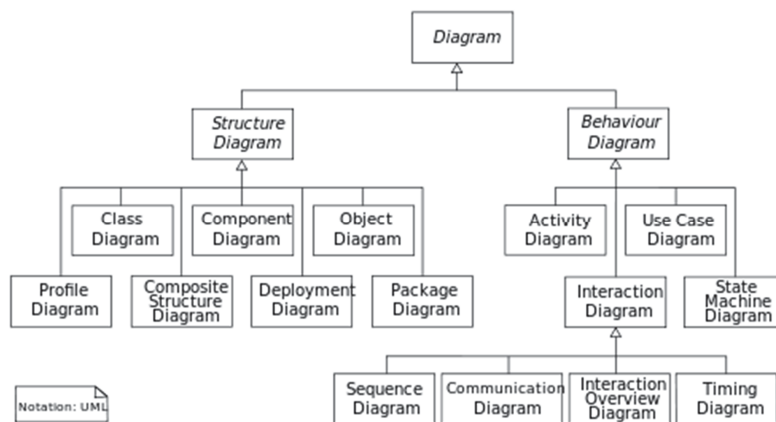 Diagram
Structure
Diagram
Behaviour
Diagram
Class
Diagram
Component
Diagram
Object
Diagram
Activity
Diagram
Use Case
Diagram
Profile
Diagram
Composite
Structure
Diagram
Deployment
Diagram
Package
Diagram
Interaction
Diagram
State
Machine
Diagram
Sequence
Diagram
Communication
Diagram
Interaction
Overview
Diagram
Timing
Diagram
Notation: UML